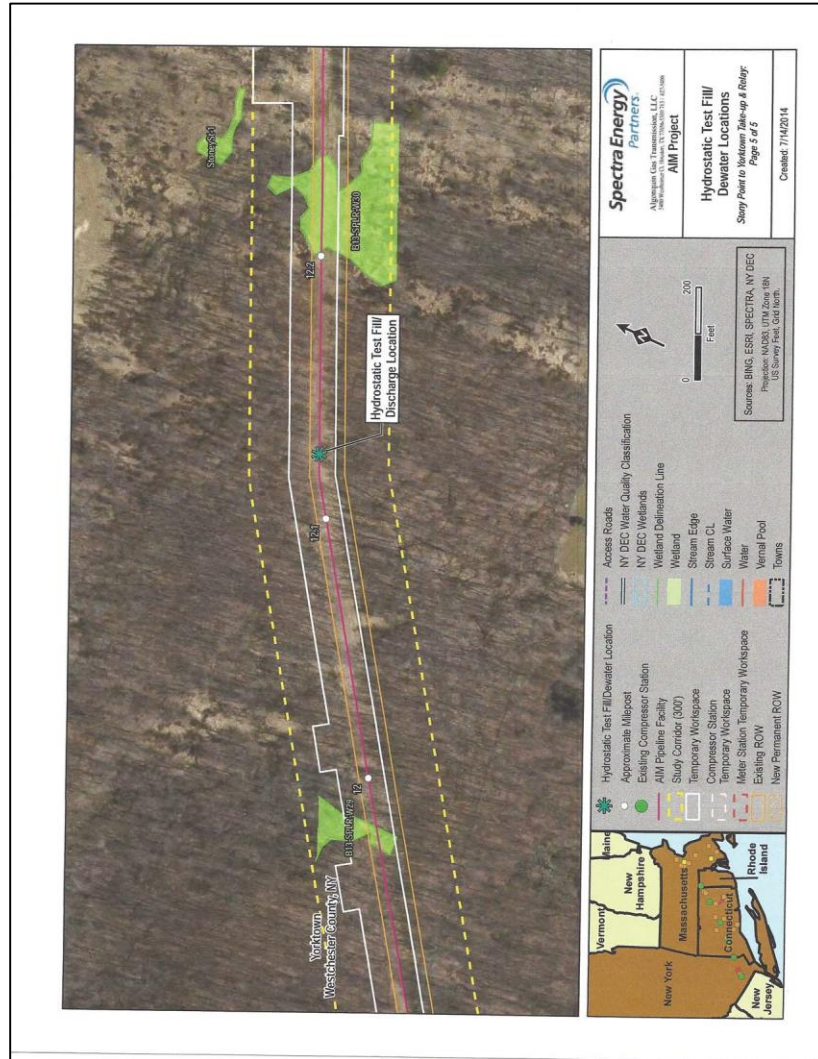 Yorktown
Westchester County, NY
B13-SPLR-W29
12
12.1
Hydrostatic Test Fill/
Discharge Location
12.2
B13-SPLR-W30
Vermont
Maine
New
Hampshire
New York
Massachusetts
Connecticut
Rhode
Island
New
Jersey
Hydrostatic Test Fill/Dewater Location
Approximate Milepost
Existing Compressor Station
AIM Pipeline Facility
Study Corridor (300')
Temporary Workspace
Compressor Station
Temporary Workspace
Meter Station Temporary Workspace
Existing ROW
New Permanent ROW
Access Roads
NY DEC Water Quality Classification
NY DEC Wetlands
Wetland Delineation Line
Wetland
Stream Edge
Stream CL
Surface Water
Water
Vernal Pool
Towns
N
0
200
Feet
Sources: BING, ESRI, SPECTRA, NY DEC
Projection: NAD83, UTM Zone 18N
US Survey Feet, Grid North.
Spectra Energy
Partners
Algonquin Gas Transmission, LLC
AIM Project
Hydrostatic Test Fill/
Dewater Locations
Stony Point to Yorktown Take-up & Relay:
Page 5 of 5
Created: 7/14/2014